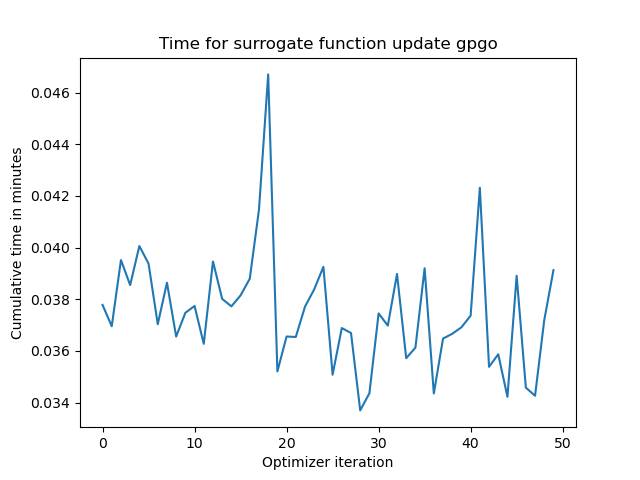 Time for surrogate function update gpgo
Cumulative time in minutes
0.046
0.044
0.042
0.040
0.038
0.036
0.034
0 10 20 30 40 50
Optimizer iteration